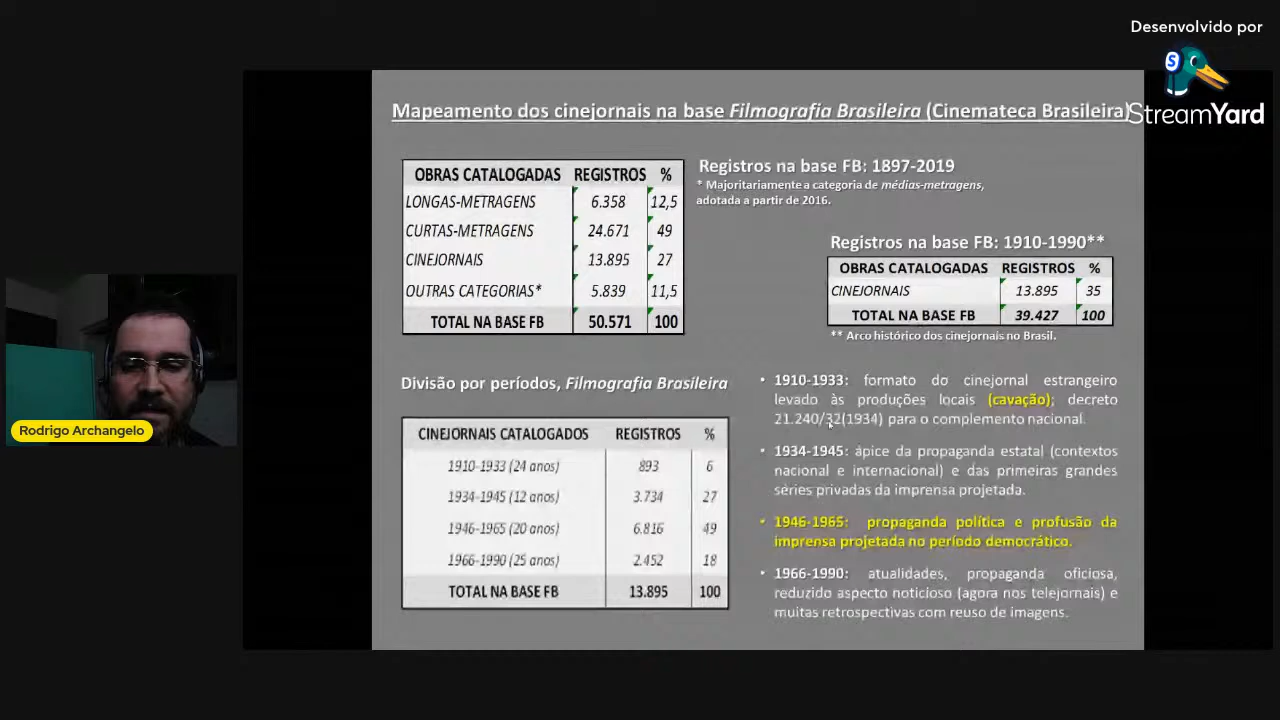 Desenvolvido por
StreamYard
Mapeamento dos cinejornais na base Filmografia Brasileira (Cinemateca Brasileira)
OBRAS CATALOGADAS REGISTROS %
LONGAS-METRAGENS 6.358 12,5
CURTAS-METRAGENS 24.671 49
CINEJORNAIS 13.895 27
OUTRAS CATEGORIAS* 5.839 11,5
TOTAL NA BASE FB 50.571 100
Registros na base FB: 1897-2019
* Majoritariamente a categoria de médias-metragens,
adotada a partir de 2016.
Registros na base FB: 1910-1990**
OBRAS CATALOGADAS REGISTROS %
CINEJORNAIS 13.895 35
TOTAL NA BASE FB 39.427 100
** Arco histórico dos cinejornais no Brasil.
Divisão por períodos, Filmografia Brasileira
CINEJORNAIS CATALOGADOS REGISTROS %
1910-1933 (24 anos) 893 6
1934-1945 (12 anos) 3.734 27
1946-1965 (20 anos) 6.816 49
1966-1990 (25 anos) 2.452 18
TOTAL NA BASE FB 13.895 100
• 1910-1933: formato do cinejornal estrangeiro
levado às produções locais (cavação); decreto
21.240/32(1934) para o complemento nacional.
• 1934-1945: ápice da propaganda estatal (contextos
nacional e internacional) e das primeiras grandes
séries privadas da imprensa projetada.
• 1946-1965: propaganda política e profusão da
imprensa projetada no período democrático.
• 1966-1990: atualidades, propaganda oficiosa,
reduzido aspecto noticioso (agora nos telejornais) e
muitas retrospectivas com reuso de imagens.
Rodrigo Archangelo